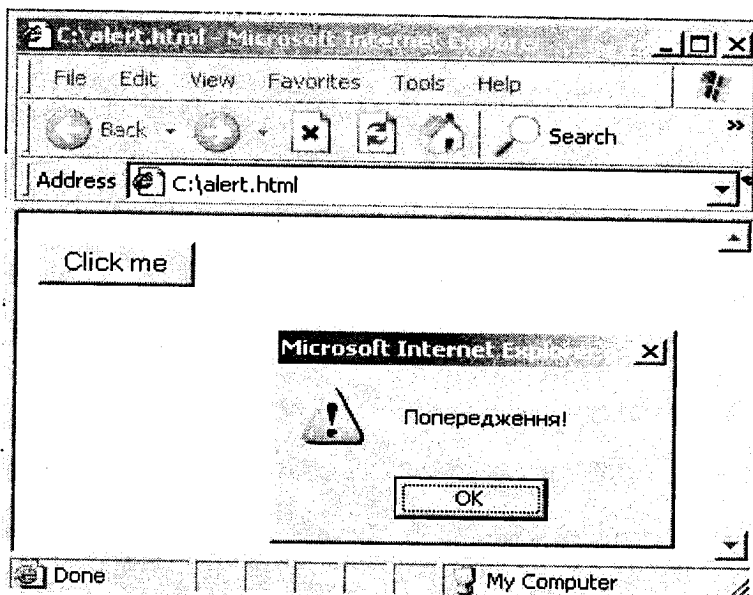 C:\alert.html - Microsoft Internet Explorer
File Edit View Favorites Tools Help
Back Search
Address C:\alert.html
Click me
Microsoft Internet Explorer
Попередження!
OK
Done My Computer